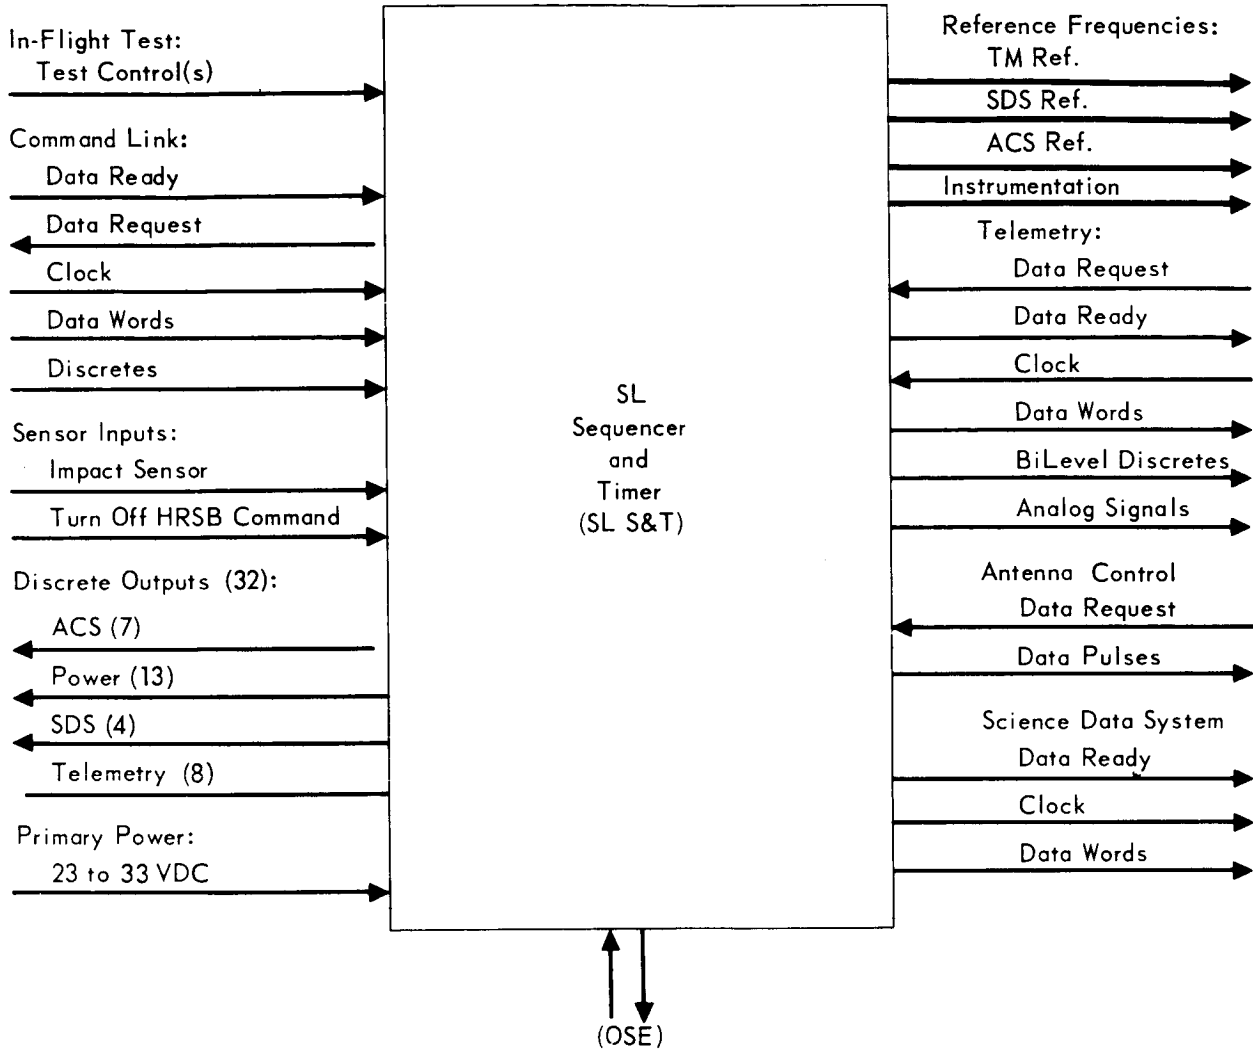 In-Flight Test:
Test Control(s)
Command Link:
Data Ready
Data Request
Clock
Data Words
Discretes
Sensor Inputs:
Impact Sensor
Turn Off HRSB Command
Discrete Outputs (32):
ACS (7)
Power (13)
SDS (4)
Telemetry (8)
Primary Power:
23 to 33 VDC
SL
Sequencer
and
Timer
(SL S&T)
(OSE)
Reference Frequencies:
TM Ref.
SDS Ref.
ACS Ref.
Instrumentation
Telemetry:
Data Request
Data Ready
Clock
Data Words
BiLevel Discretes
Analog Signals
Antenna Control
Data Request
Data Pulses
Science Data System
Data Ready
Clock
Data Words